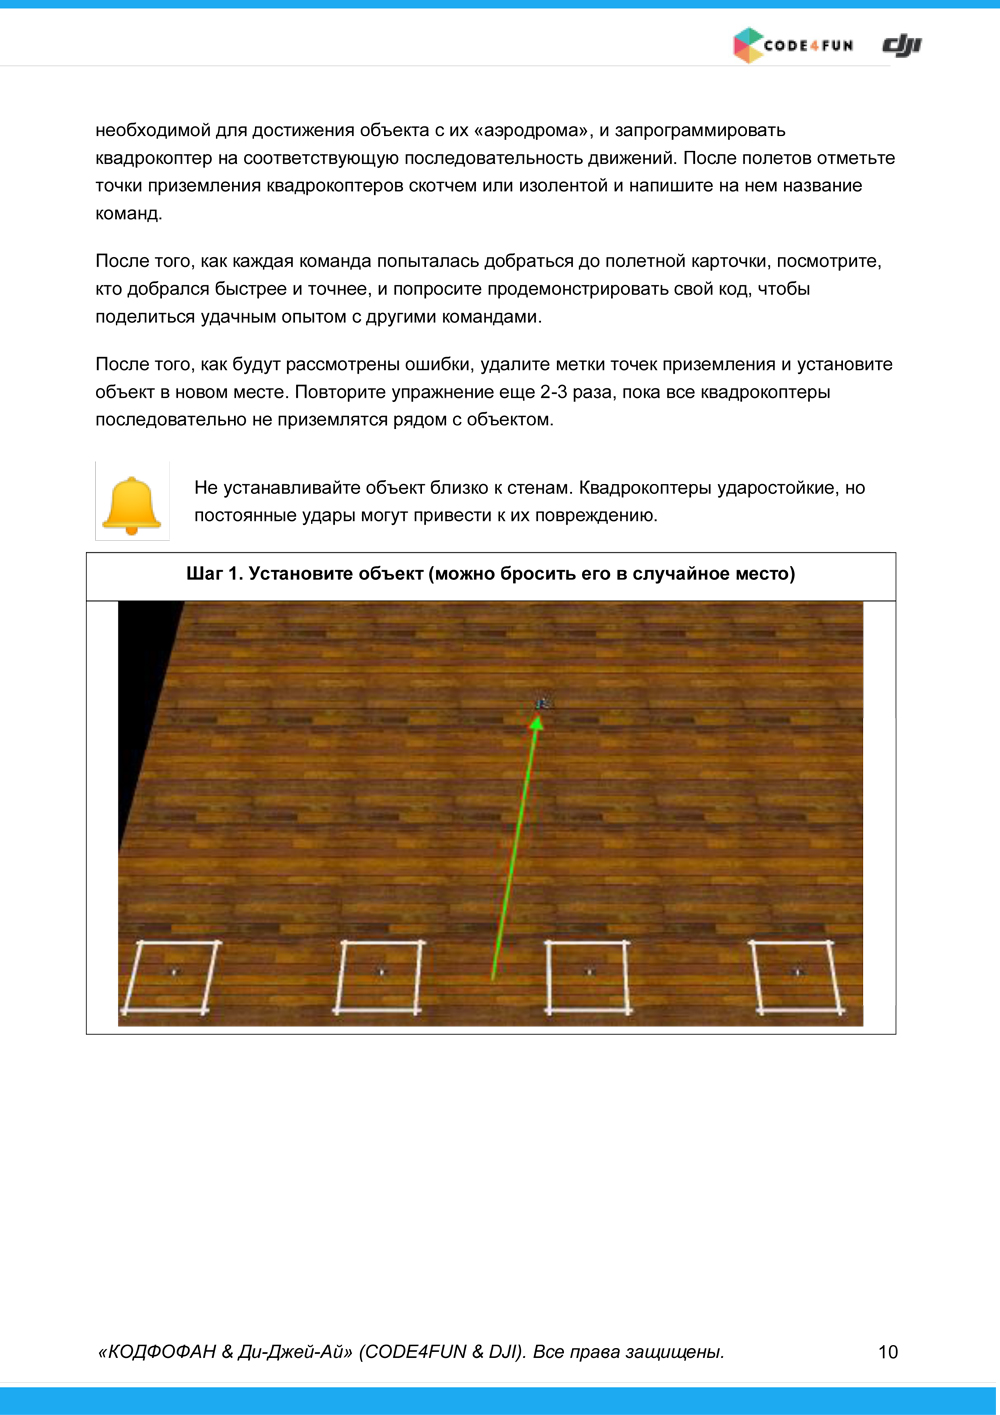 CODE4FUN dji
необходимой для достижения объекта с их «аэродрома», и запрограммировать
квадрокоптер на соответствующую последовательность движений. После полетов отметьте
точки приземления квадрокоптеров скотчем или изолентой и напишите на нем название
команд.
После того, как каждая команда попыталась добраться до полетной карточки, посмотрите,
кто добрался быстрее и точнее, и попросите продемонстрировать свой код, чтобы
поделиться удачным опытом с другими командами.
После того, как будут рассмотрены ошибки, удалите метки точек приземления и установите
объект в новом месте. Повторите упражнение еще 2-3 раза, пока все квадрокоптеры
последовательно не приземлятся рядом с объектом.
Не устанавливайте объект близко к стенам. Квадрокоптеры ударостойкие, но
постоянные удары могут привести к их повреждению.
Шаг 1. Установите объект (можно бросить его в случайное место)
«КОДФОФАН & Ди-Джей-Ай» (CODE4FUN & DJI). Все права защищены. 10